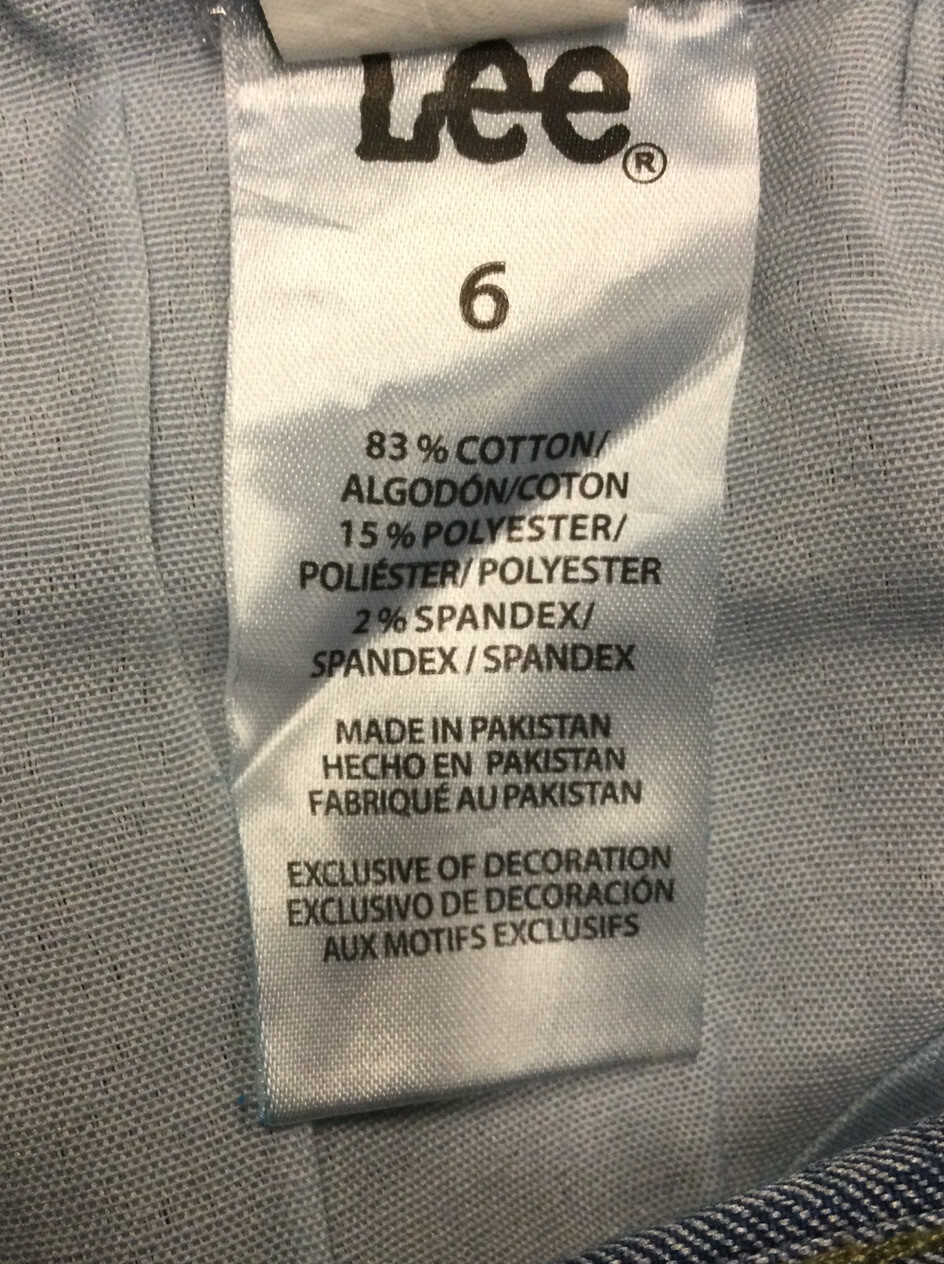 Lee®
6
83 % COTTON/
ALGODÓN/COTON
15 % POLYESTER/
POLIÉSTER/POLYESTER
2 % SPANDEX/
SPANDEX / SPANDEX
MADE IN PAKISTAN
HECHO EN PAKISTAN
FABRIQUÉ AU PAKISTAN
EXCLUSIVE OF DECORATION
EXCLUSIVO DE DECORACIÓN
AUX MOTIFS EXCLUSIFS